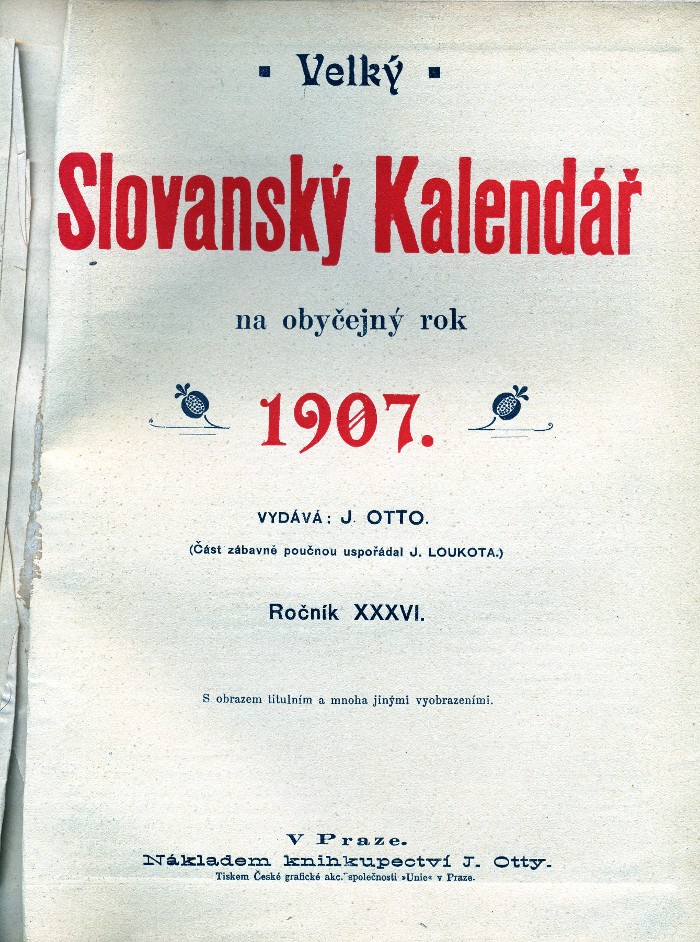 Velký
Slovanský Kalendář
na obyčejný rok
1907.
VYDÁVÁ: J. OTTO.
(Část zábavně poučnou uspořádal J. LOUKOTA.)
Ročník XXXVI.
S obrazem titulním a mnoha jinými vyobrazeními.
V Praze.
Nákladem knihkupectví J. Otty.
Tiskem České grafické akc. společnosti »Unie« v Praze.